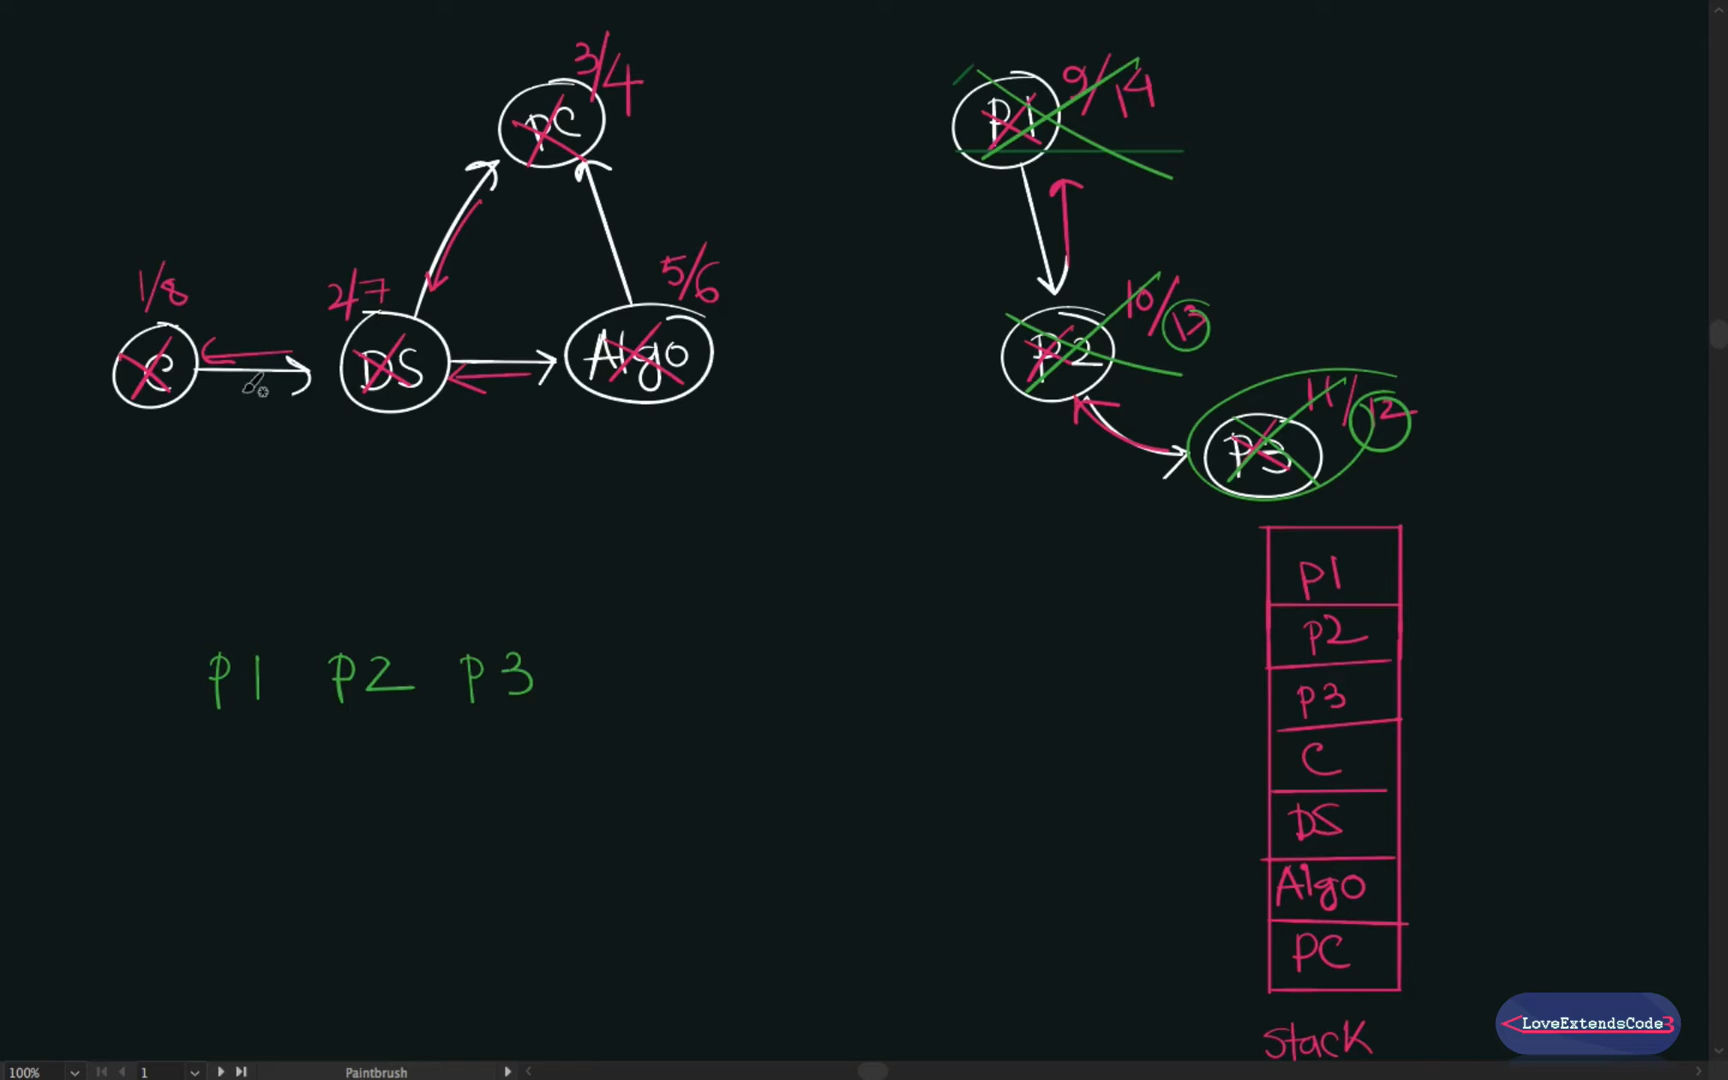 3/4
PC
P1
9/14
1/8
C
2/7
DS
5/6
Algo
P2
10/13
P3
11/12
P1 P2 P3
P1
P2
P3
C
DS
Algo
PC
Stack
<LoveExtendsCode3
100%
1
Paintbrush